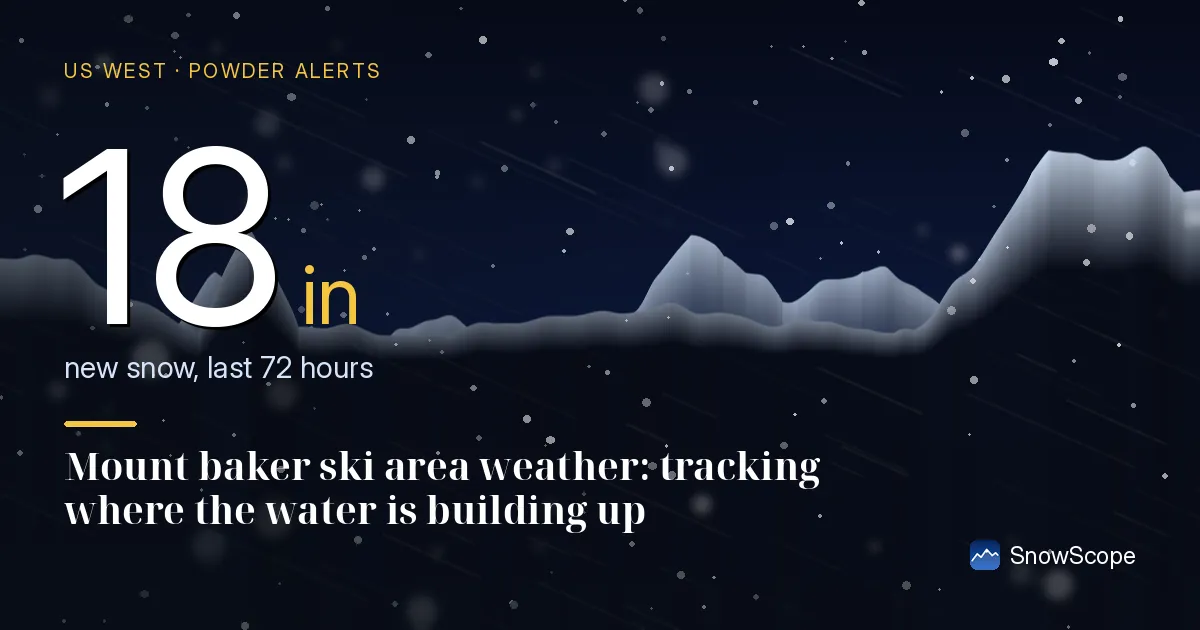 US WEST · POWDER ALERTS
18 in
new snow, last 72 hours
Mount baker ski area weather: tracking
where the water is building up
SnowScope